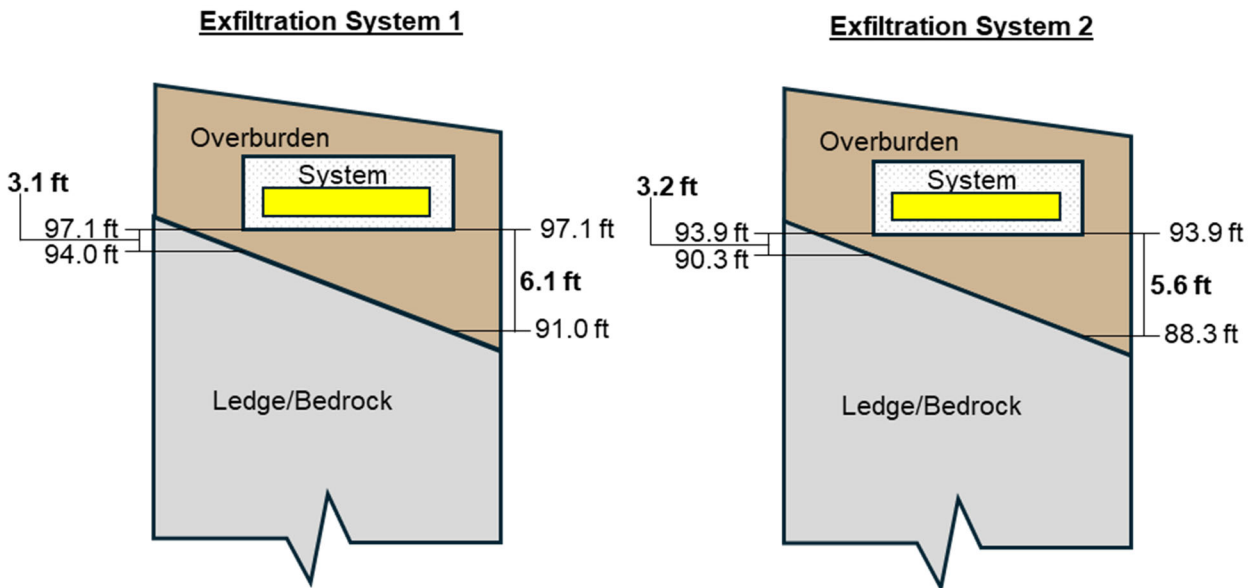 Exfiltration System 1
Overburden
System
3.1 ft
97.1 ft
94.0 ft
97.1 ft
6.1 ft
91.0 ft
Ledge/Bedrock
Exfiltration System 2
Overburden
System
3.2 ft
93.9 ft
90.3 ft
93.9 ft
5.6 ft
88.3 ft
Ledge/Bedrock